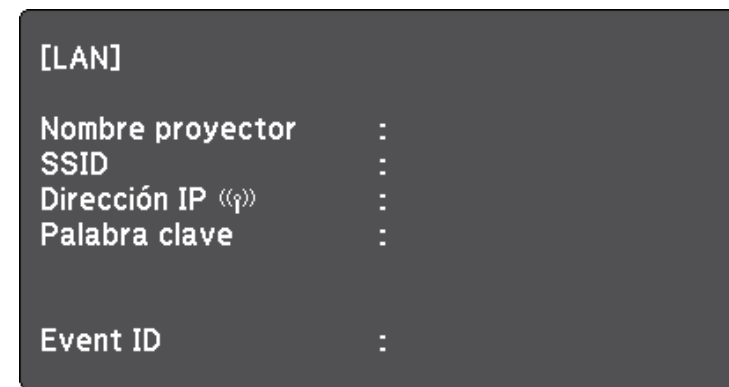 [LAN]
Nombre proyector :
SSID :
Dirección IP :
Palabra clave :
Event ID :